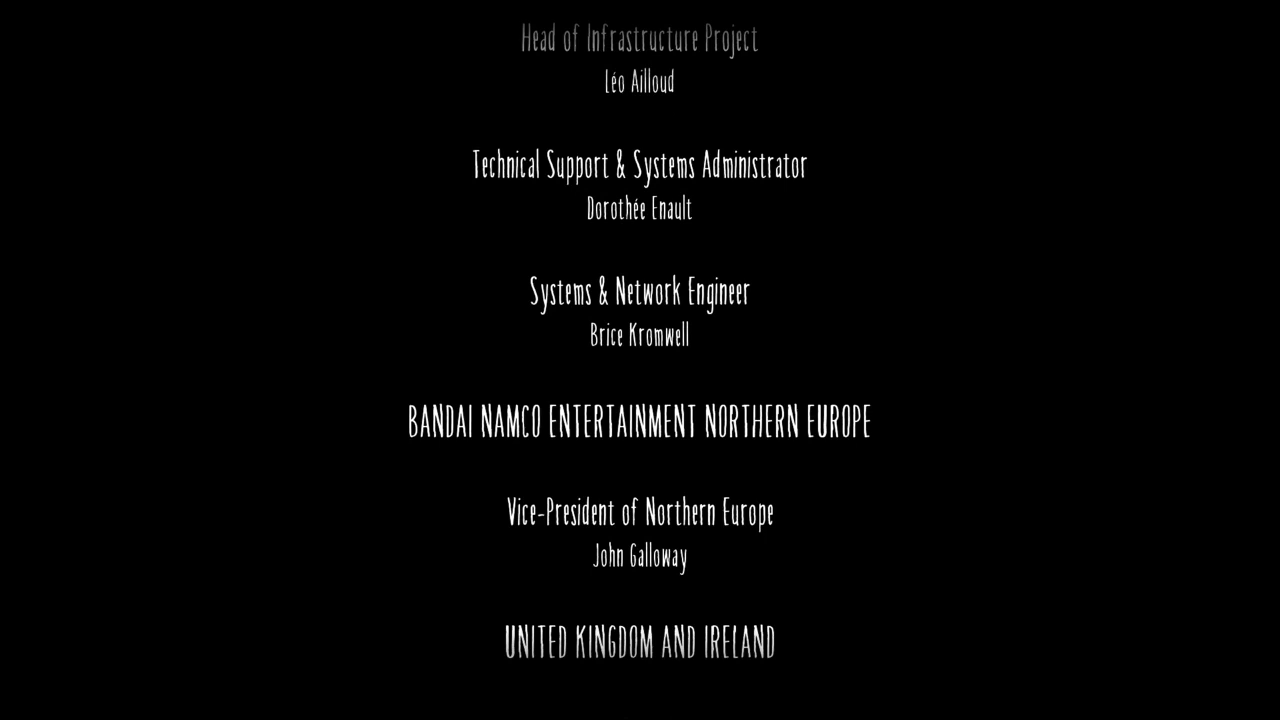 Head of Infrastructure Project
Léo Ailloud
Technical Support & Systems Administrator
Dorothée Enault
Systems & Network Engineer
Brice Kromwell
BANDAI NAMCO ENTERTAINMENT NORTHERN EUROPE
Vice-President of Northern Europe
John Galloway
UNITED KINGDOM AND IRELAND